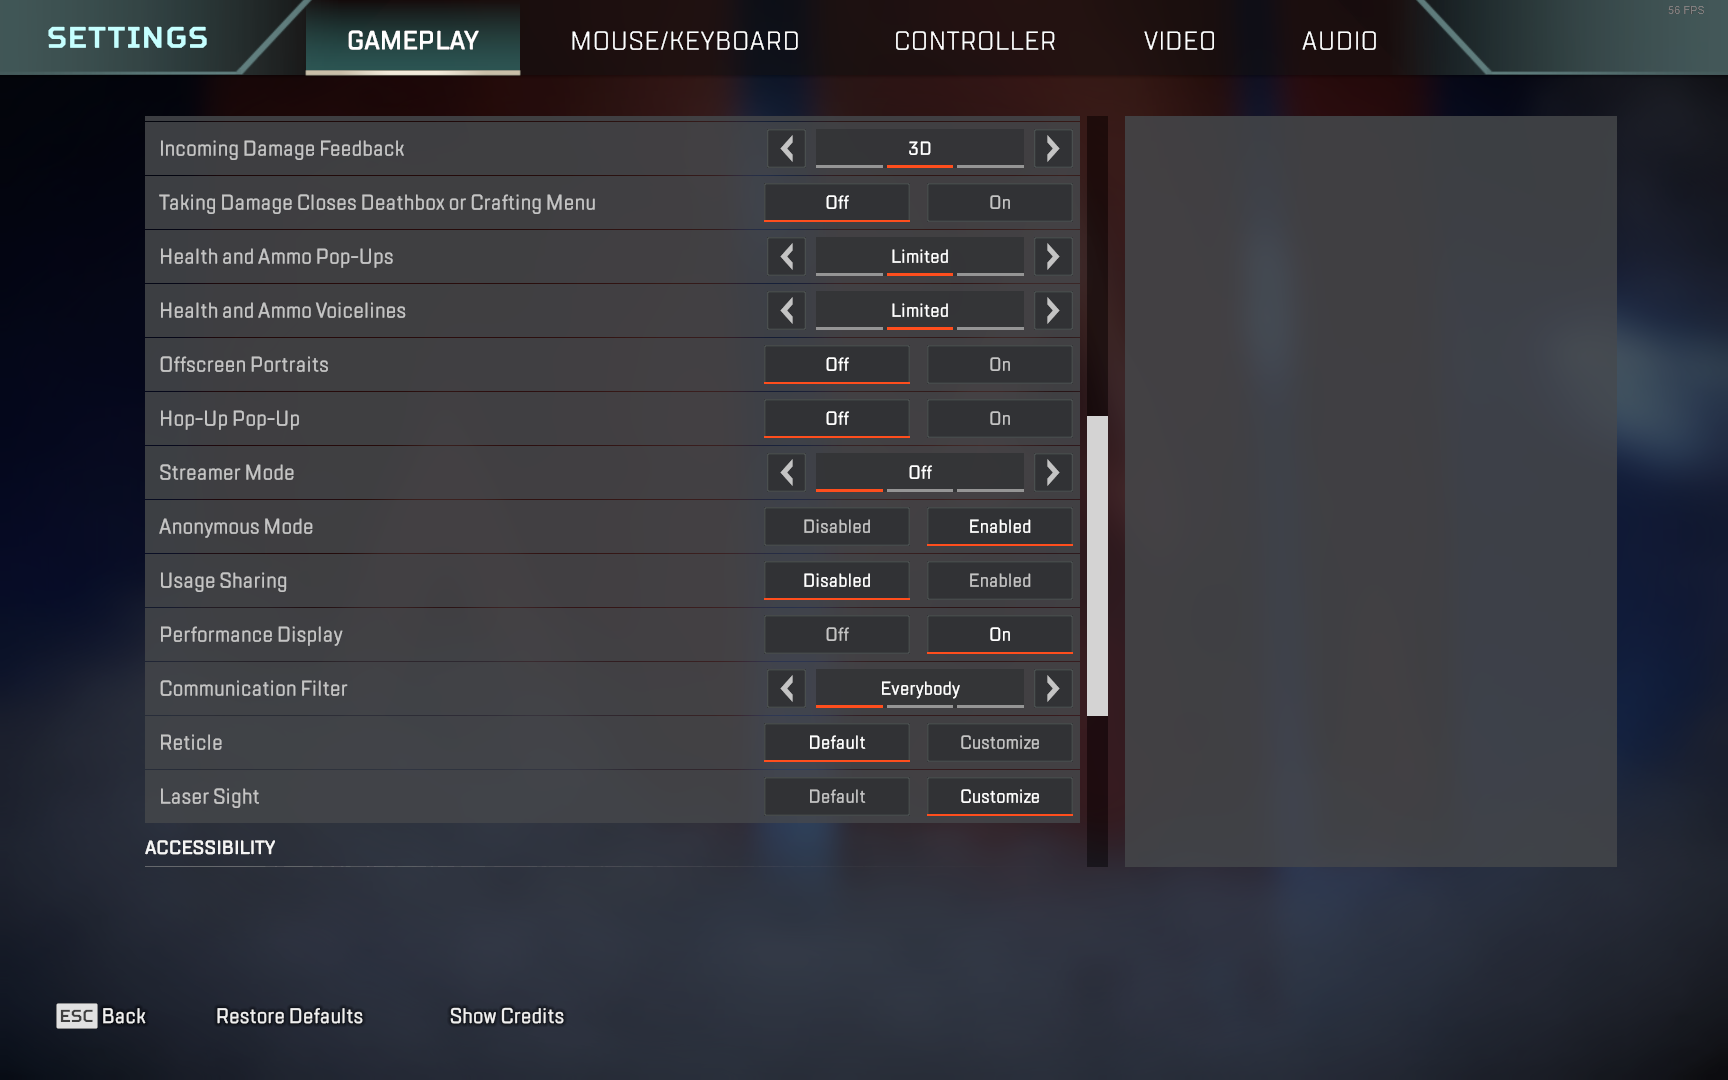 56 FPS
SETTINGS
GAMEPLAY
MOUSE/KEYBOARD
CONTROLLER
VIDEO
AUDIO
Incoming Damage Feedback 3D
Taking Damage Closes Deathbox or Crafting Menu Off On
Health and Ammo Pop-Ups Limited
Health and Ammo Voicelines Limited
Offscreen Portraits Off On
Hop-Up Pop-Up Off On
Streamer Mode Off
Anonymous Mode Disabled Enabled
Usage Sharing Disabled Enabled
Performance Display Off On
Communication Filter Everybody
Reticle Default Customize
Laser Sight Default Customize
ACCESSIBILITY
ESC Back Restore Defaults Show Credits